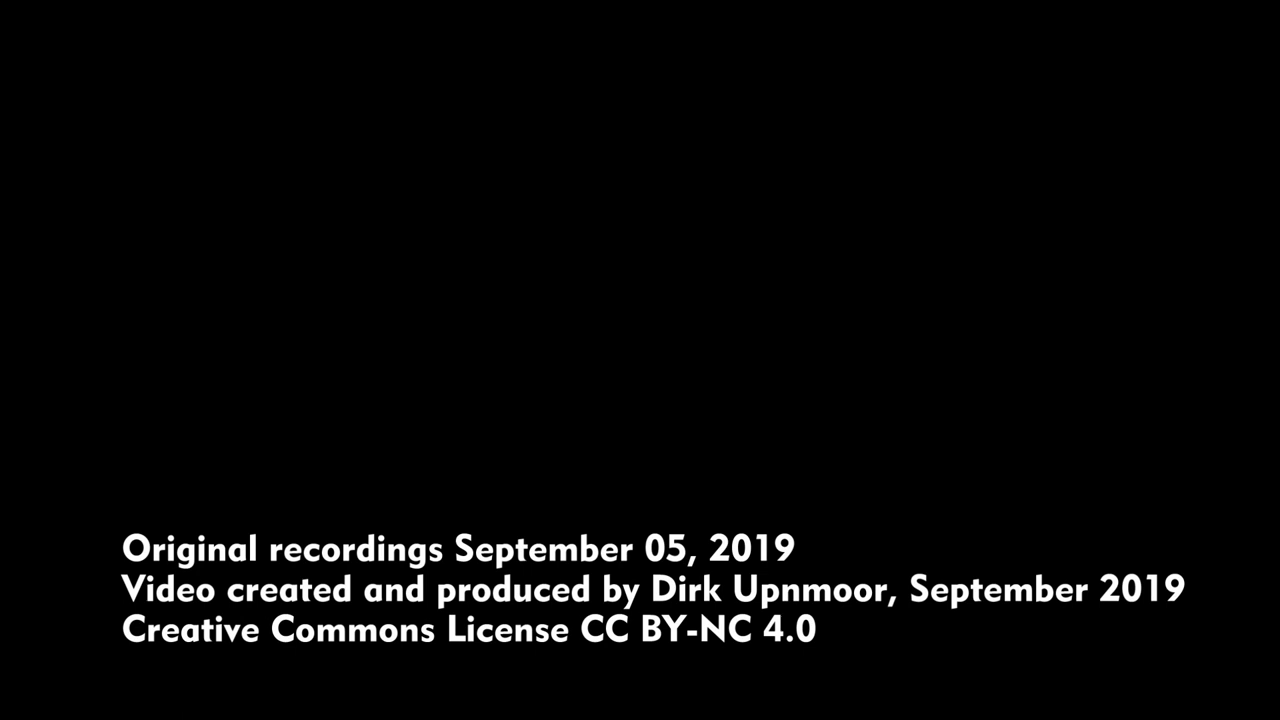 Original recordings September 05, 2019
Video created and produced by Dirk Upnmoor, September 2019
Creative Commons License CC BY-NC 4.0